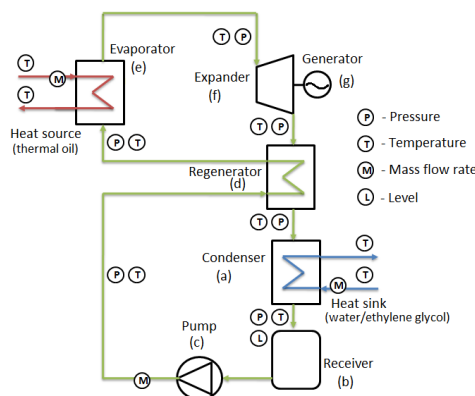 T P
Evaporator
(e)
Generator
(g)
Expander
(f)
T
M
T
Heat source
(thermal oil)
P T
T P
P - Pressure
T - Temperature
M - Mass flow rate
L - Level
Regenerator
(d)
T P
T
Condenser
(a)
T
M
P T
Heat sink
(water/ethylene glycol)
P T
L
Pump
(c)
M
Receiver
(b)